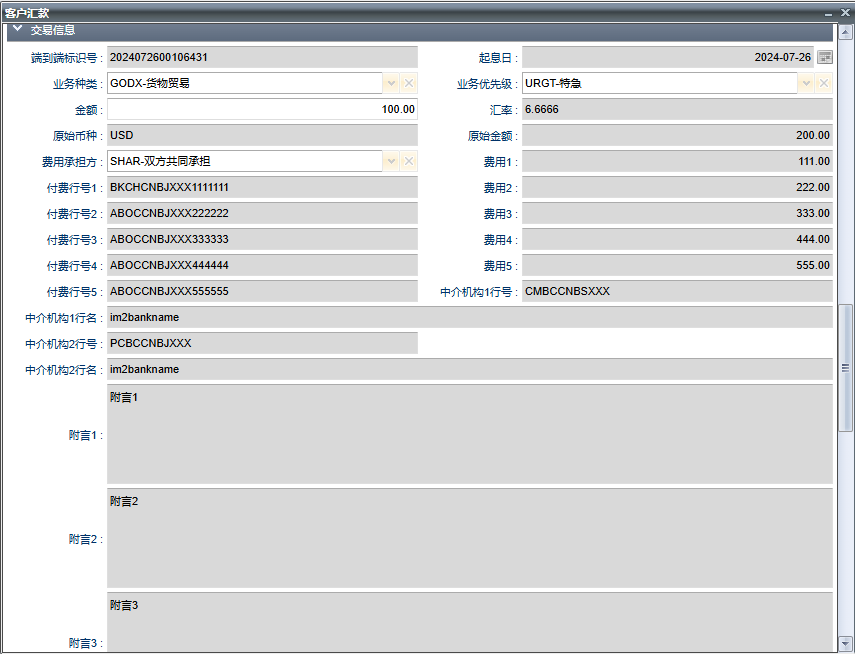 客户汇款
交易信息
端到端标识号： 2024072600106431 起息日： 2024-07-26
业务种类： GODX-货物贸易 业务优先级： URGT-特急
金额： 100.00 汇率： 6.6666
原始币种： USD 原始金额： 200.00
费用承担方： SHAR-双方共同承担 费用1： 111.00
付费行号1： BKCHCNBJXXX1111111 费用2： 222.00
付费行号2： ABOCCNBJXXX222222 费用3： 333.00
付费行号3： ABOCCNBJXXX333333 费用4： 444.00
付费行号4： ABOCCNBJXXX444444 费用5： 555.00
付费行号5： ABOCCNBJXXX555555 中介机构1行号： CMBCCNBSXXX
中介机构1行名： im2bankname
中介机构2行号： PCBCCNBJXXX
中介机构2行名： im2bankname
附言1
附言1：
附言2
附言2：
附言3
附言3：